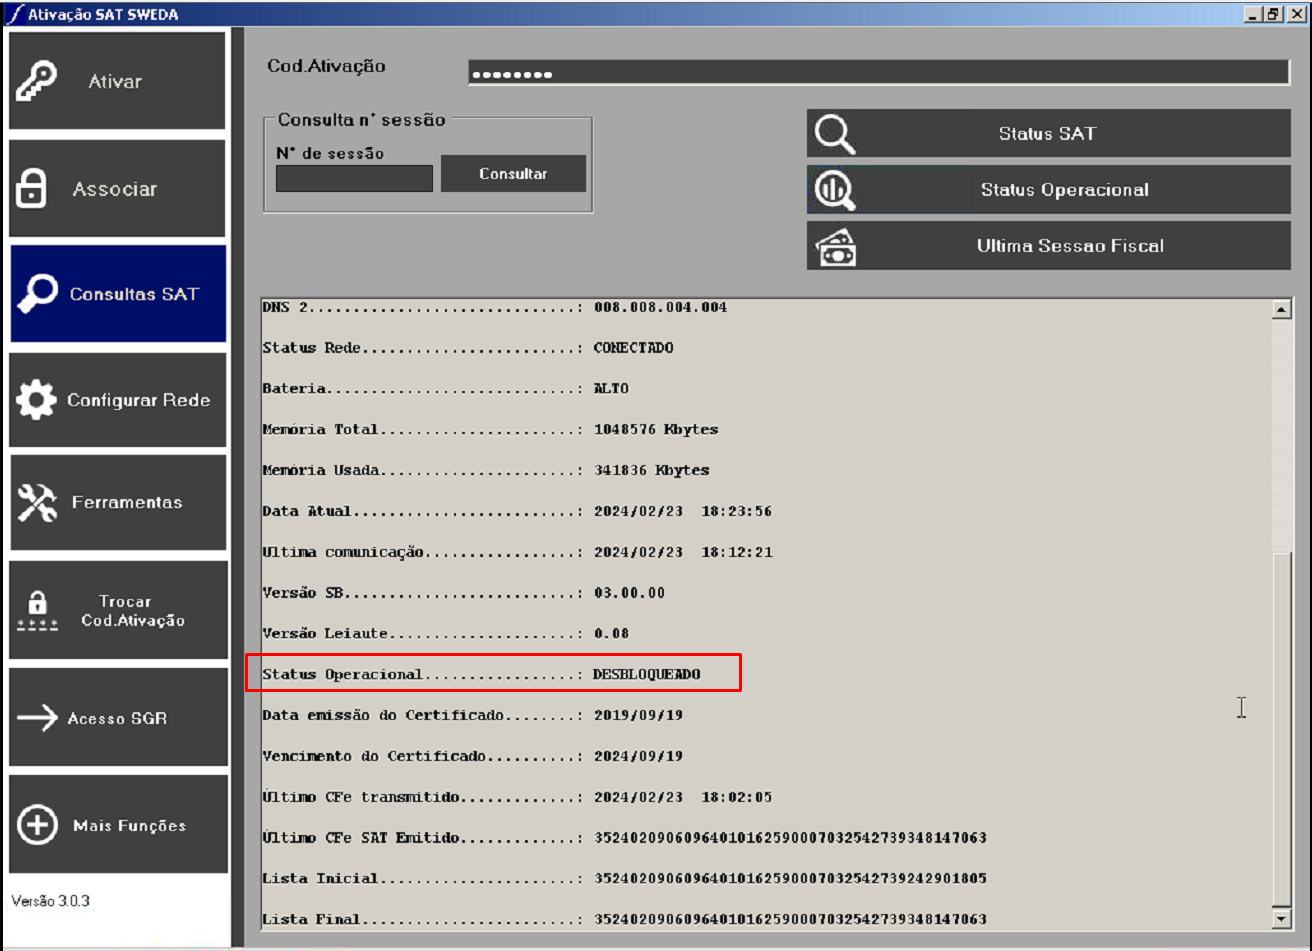 Ativação SAT SWEDA
Ativar
Associar
Consultas SAT
Configurar Rede
Ferramentas
Trocar
Cod.Ativação
Acesso SGR
Mais Funções
Versão 3.0.3
Cod.Ativação
Consulta n° sessão
N° de sessão
Consultar
Status SAT
Status Operacional
Ultima Sessao Fiscal
DNS 2..............................: 008.008.004.004
Status Rede........................: CONECTADO
Bateria............................: ALTO
Memória Total......................: 1048576 Kbytes
Memória Usada......................: 341836 Kbytes
Data Atual.........................: 2024/02/23  18:23:56
Ultima comunicação.................: 2024/02/23  18:12:21
Versão SB..........................: 03.00.00
Versão Leiaute.....................: 0.08
Status Operacional.................: DESBLOQUEADO
Data emissão do Certificado........: 2019/09/19
Vencimento do Certificado..........: 2024/09/19
Último CFe transmitido.............: 2024/02/23  18:02:05
Último CFe SAT Emitido.............: 35240209060964010162590007032542739348147063
Lista Inicial......................: 35240209060964010162590007032542739242901805
Lista Final........................: 35240209060964010162590007032542739348147063